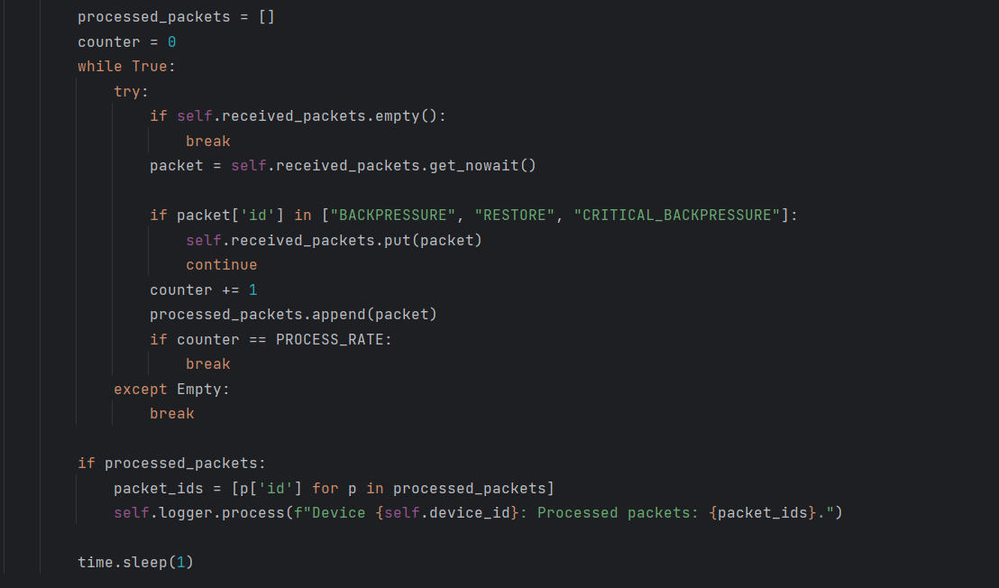 processed_packets = []
counter = 0
while True:
try:
if self.received_packets.empty():
break
packet = self.received_packets.get_nowait()
if packet['id'] in ["BACKPRESSURE", "RESTORE", "CRITICAL_BACKPRESSURE"]:
self.received_packets.put(packet)
continue
counter += 1
processed_packets.append(packet)
if counter == PROCESS_RATE:
break
except Empty:
break
if processed_packets:
packet_ids = [p['id'] for p in processed_packets]
self.logger.process(f"Device {self.device_id}: Processed packets: {packet_ids}.")
time.sleep(1)